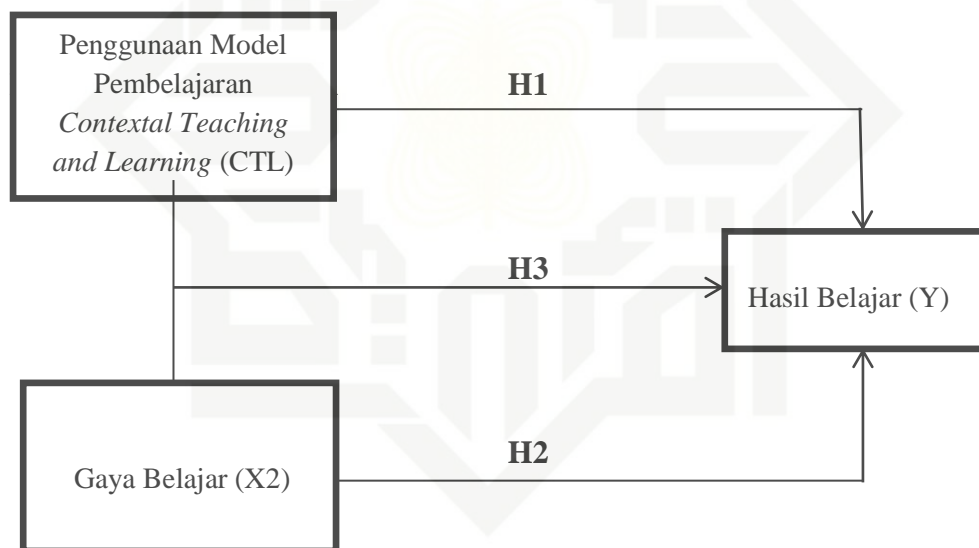 Penggunaan Model
Pembelajaran
Contextal Teaching
and Learning (CTL)
H1
H3
Hasil Belajar (Y)
H2
Gaya Belajar (X2)